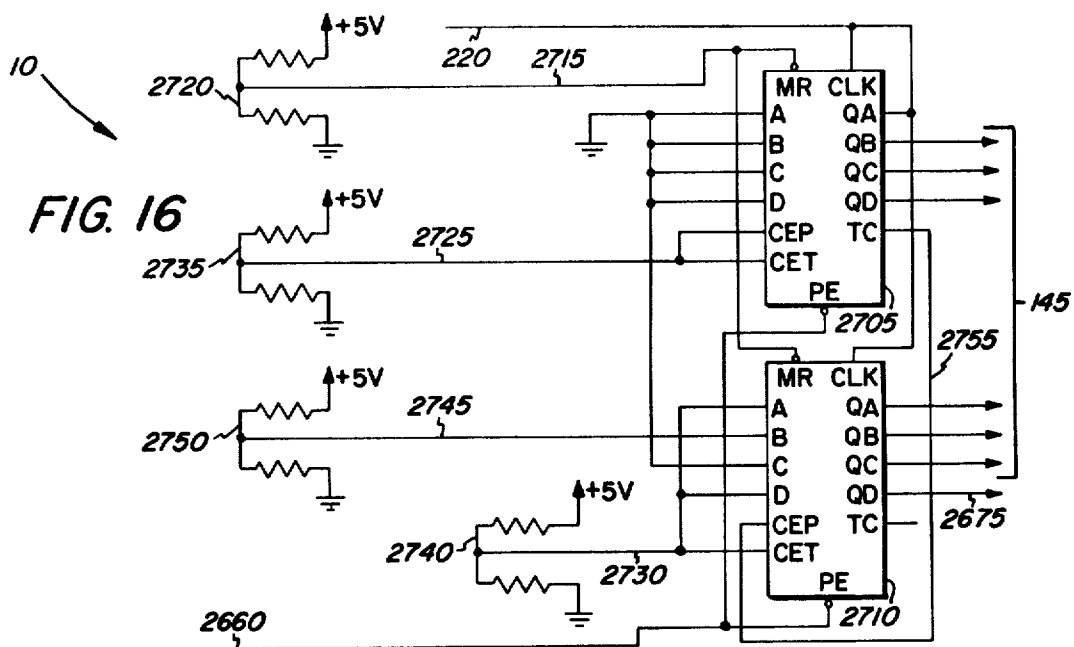 10
FIG. 16
+5V
2720
220
2715
MR CLK
A QA
B QB
C QC
D QD
CEP TC
CET
PE
2705
+5V
2735
2725
145
2755
+5V
2750
2745
MR CLK
A QA
B QB
C QC
D QD
CEP TC
CET
PE
2710
2675
+5V
2740
2730
2660